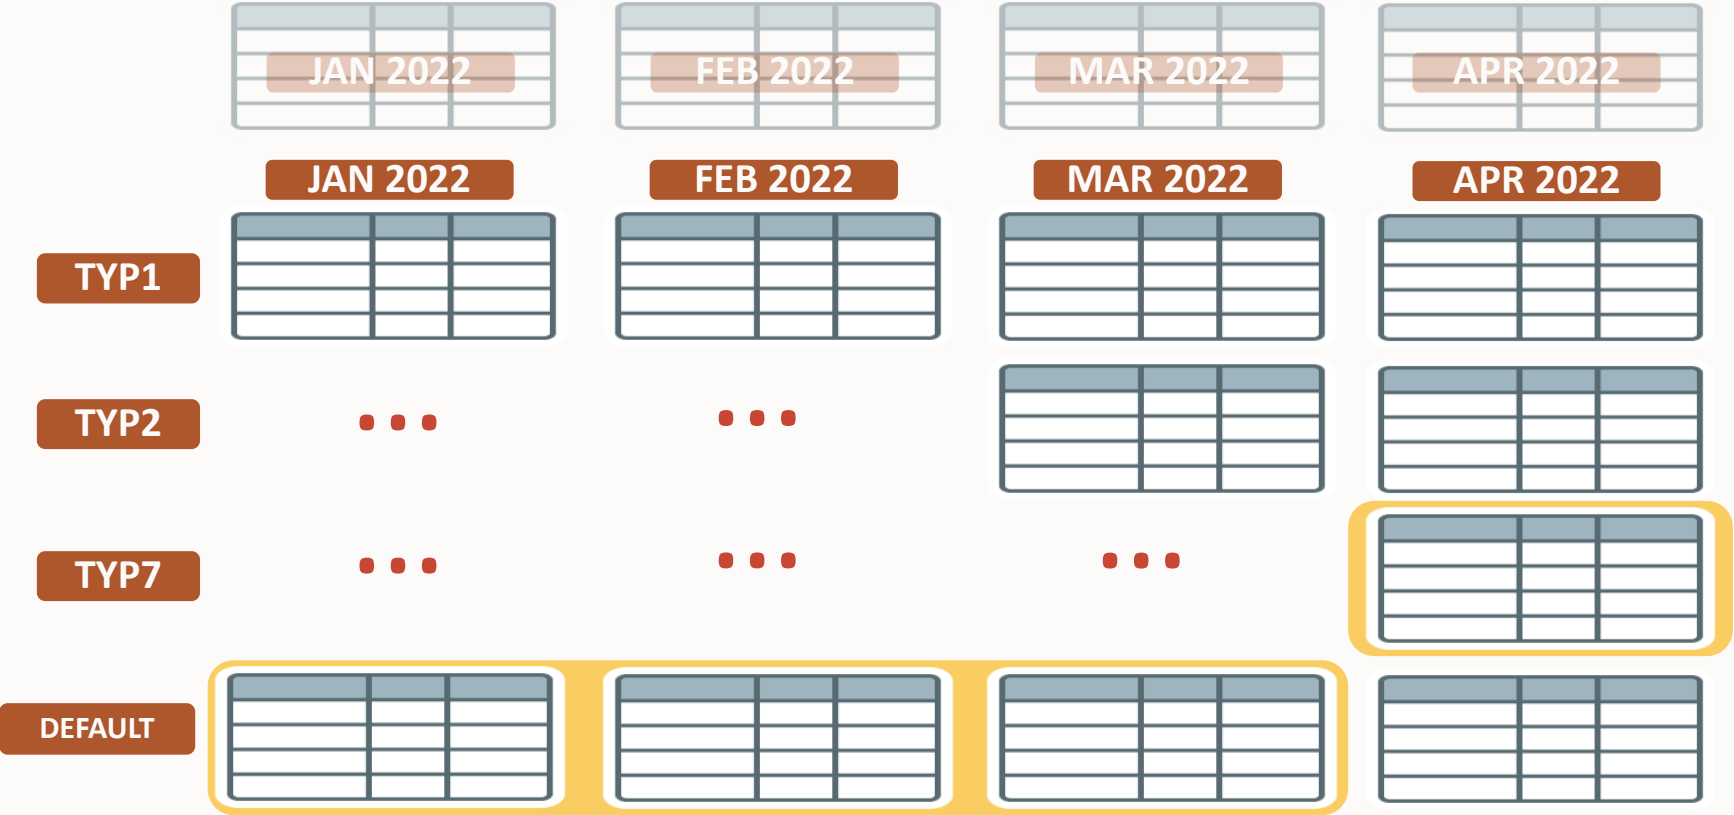 JAN 2022 FEB 2022 MAR 2022 APR 2022
JAN 2022 FEB 2022 MAR 2022 APR 2022
TYP1
TYP2
... ...
TYP7
... ... ...
DEFAULT